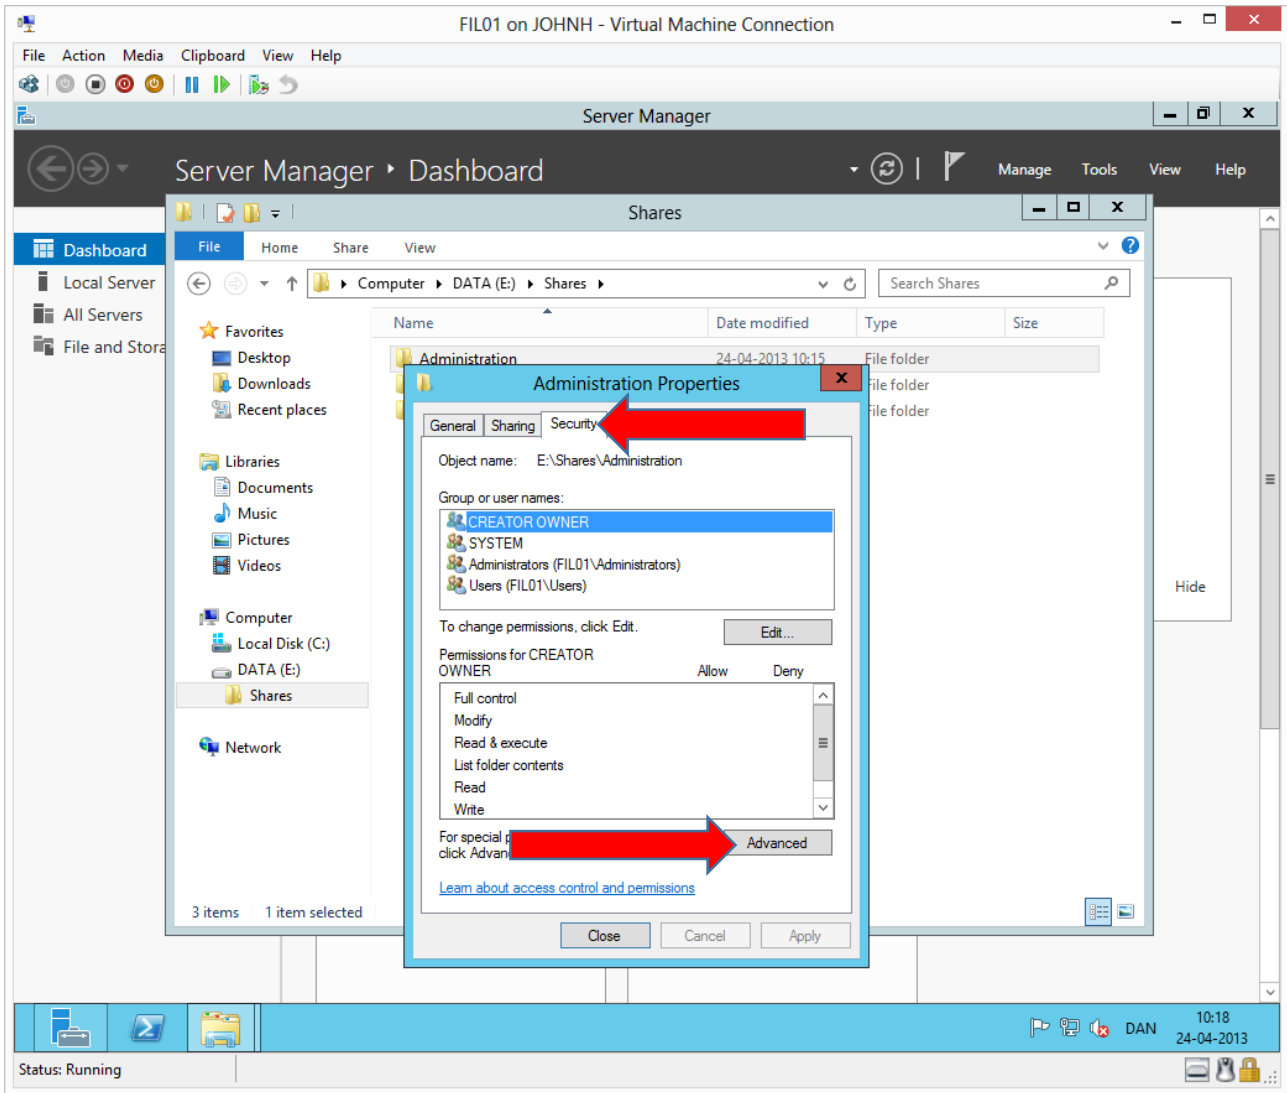 FIL01 on JOHNH - Virtual Machine Connection
File Action Media Clipboard View Help
Server Manager
Server Manager Dashboard
Manage Tools View Help
Shares
File Home Share View
Computer DATA (E:) Shares
Search Shares
Dashboard
Local Server
All Servers
File and Stora
Favorites
Desktop
Downloads
Recent places
Libraries
Documents
Music
Pictures
Videos
Computer
Local Disk (C:)
DATA (E:)
Shares
Network
Name Date modified Type Size
Administration 24-04-2013 10:15 File folder
File folder
File folder
Administration Properties
General Sharing Security
Object name: E:\Shares\Administration
Group or user names:
CREATOR OWNER
SYSTEM
Administrators (FIL01\Administrators)
Users (FIL01\Users)
To change permissions, click Edit.
Edit...
Permissions for CREATOR
OWNER Allow Deny
Full control
Modify
Read & execute
List folder contents
Read
Write
For special
click
Advanced
Learn about access control and permissions
Close Cancel Apply
Hide
3 items 1 item selected
DAN
10:18
24-04-2013
Status: Running